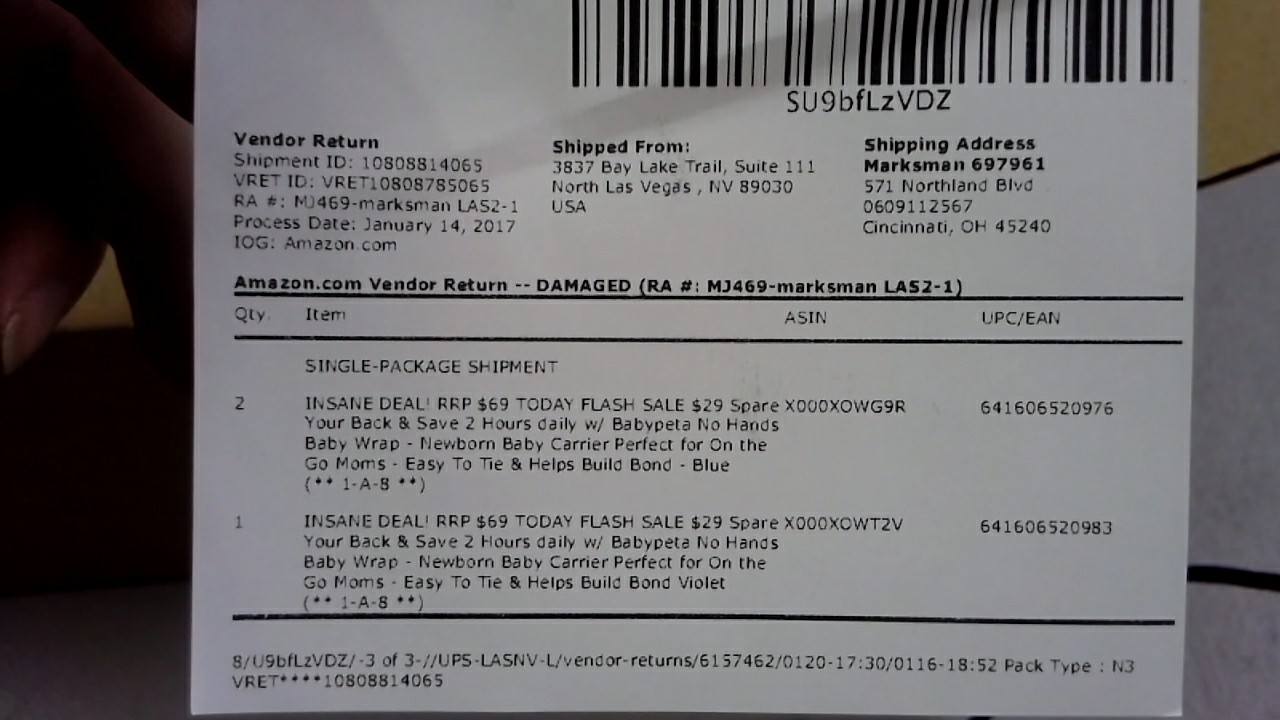 SU9bfLzVDZ
Vendor Return
Shipment ID: 10808814065
VRET ID: VRET10808785065
RA #: MJ469-marksman LAS2-1
Process Date: January 14, 2017
IOG: Amazon.com
Shipped From:
3837 Bay Lake Trail, Suite 111
North Las Vegas , NV 89030
USA
Shipping Address
Marksman 697961
571 Northland Blvd
0609112567
Cincinnati, OH 45240
Amazon.com Vendor Return -- DAMAGED (RA #: MJ469-marksman LAS2-1)
Qty. Item ASIN UPC/EAN
SINGLE-PACKAGE SHIPMENT
2 INSANE DEAL! RRP $69 TODAY FLASH SALE $29 Spare X000XOWG9R 641606520976
Your Back & Save 2 Hours daily w/ Babypeta No Hands
Baby Wrap - Newborn Baby Carrier Perfect for On the
Go Moms - Easy To Tie & Helps Build Bond - Blue
(** 1-A-8 **)
1 INSANE DEAL! RRP $69 TODAY FLASH SALE $29 Spare X000XOWT2V 641606520983
Your Back & Save 2 Hours daily w/ Babypeta No Hands
Baby Wrap - Newborn Baby Carrier Perfect for On the
Go Moms - Easy To Tie & Helps Build Bond Violet
(** 1-A-8 **)
8/U9bfLzVDZ/-3 of 3-//UPS-LASNV-L/vendor-returns/6157462/0120-17:30/0116-18:52 Pack Type : N3
VRET****10808814065